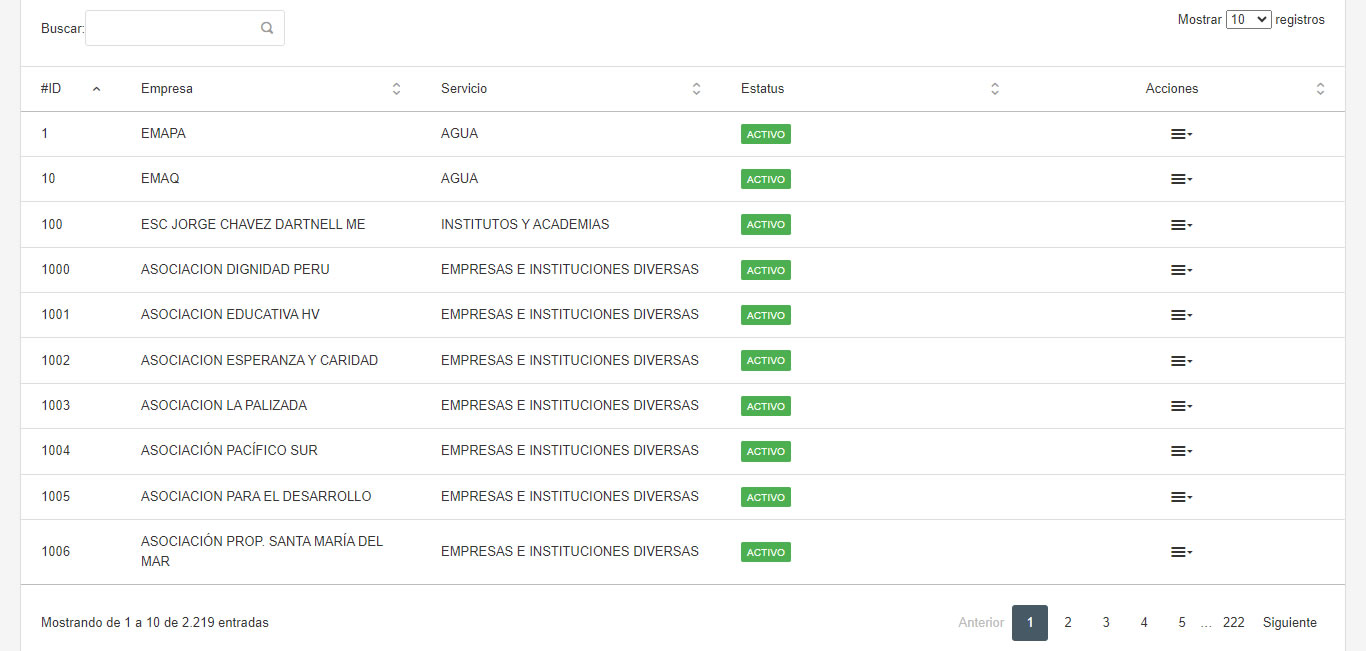 Buscar:
Mostrar 10 registros
#ID Empresa Servicio Estatus Acciones
1 EMAPA AGUA ACTIVO
10 EMAQ AGUA ACTIVO
100 ESC JORGE CHAVEZ DARTNELL ME INSTITUTOS Y ACADEMIAS ACTIVO
1000 ASOCIACION DIGNIDAD PERU EMPRESAS E INSTITUCIONES DIVERSAS ACTIVO
1001 ASOCIACION EDUCATIVA HV EMPRESAS E INSTITUCIONES DIVERSAS ACTIVO
1002 ASOCIACION ESPERANZA Y CARIDAD EMPRESAS E INSTITUCIONES DIVERSAS ACTIVO
1003 ASOCIACION LA PALIZADA EMPRESAS E INSTITUCIONES DIVERSAS ACTIVO
1004 ASOCIACIÓN PACÍFICO SUR EMPRESAS E INSTITUCIONES DIVERSAS ACTIVO
1005 ASOCIACION PARA EL DESARROLLO EMPRESAS E INSTITUCIONES DIVERSAS ACTIVO
1006 ASOCIACIÓN PROP. SANTA MARÍA DEL
MAR EMPRESAS E INSTITUCIONES DIVERSAS ACTIVO
Mostrando de 1 a 10 de 2.219 entradas
Anterior 1 2 3 4 5 ... 222 Siguiente